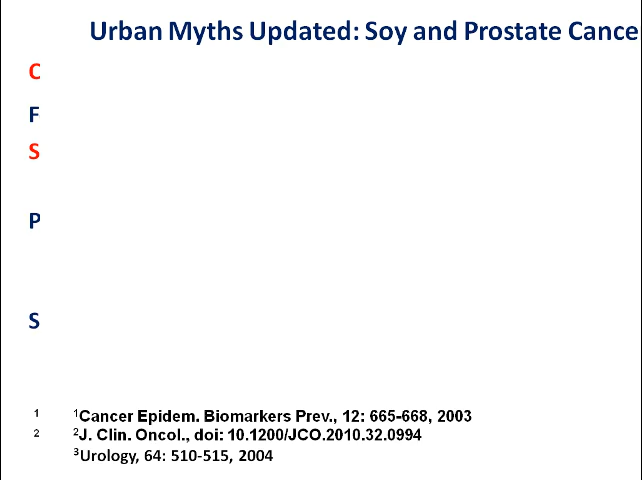 Urban Myths Updated: Soy and Prostate Cance
C
F
S
P
S
1 ¹Cancer Epidem. Biomarkers Prev., 12: 665-668, 2003
2 ²J. Clin. Oncol., doi: 10.1200/JCO.2010.32.0994
³Urology, 64: 510-515, 2004